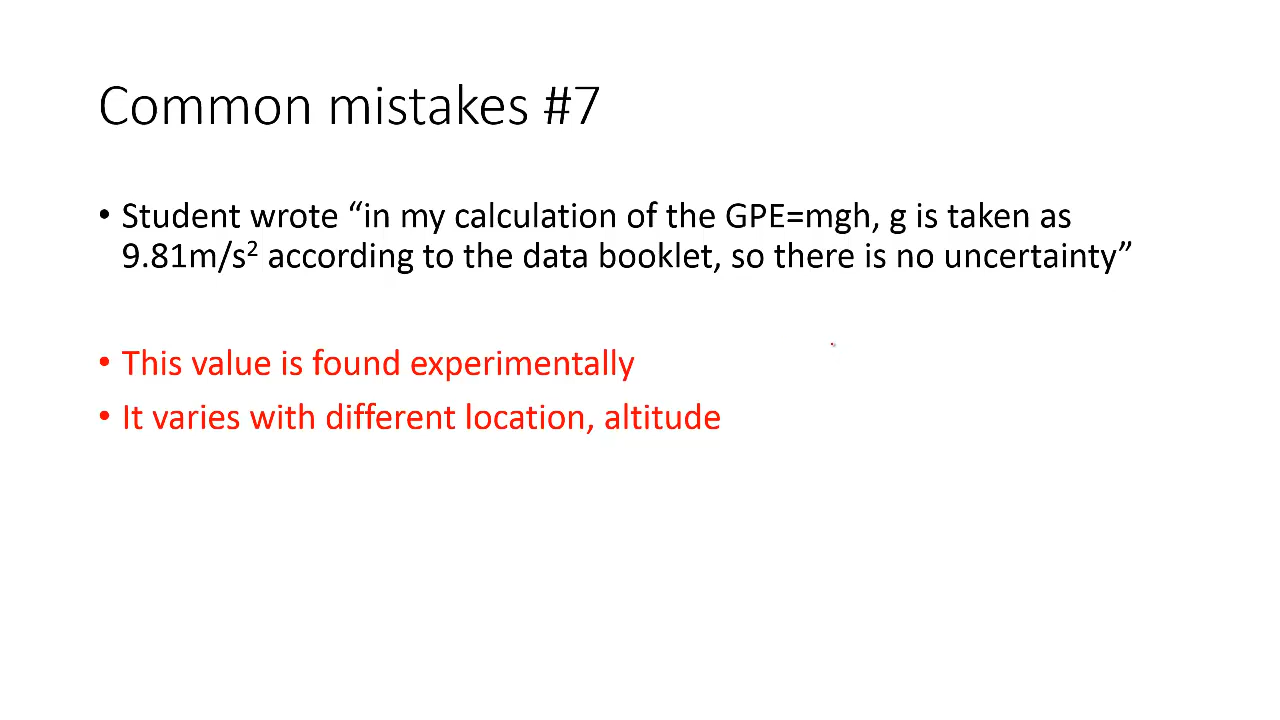 Common mistakes #7
• Student wrote “in my calculation of the GPE=mgh, g is taken as
9.81m/s² according to the data booklet, so there is no uncertainty”
• This value is found experimentally
• It varies with different location, altitude